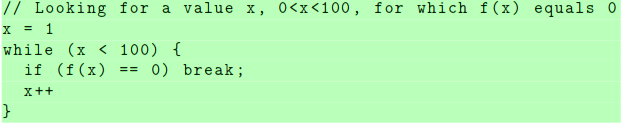 // Looking for a value x, 0<x<100, for which f(x) equals 0
x = 1
while (x < 100) {
  if (f(x) == 0) break;
  x++
}